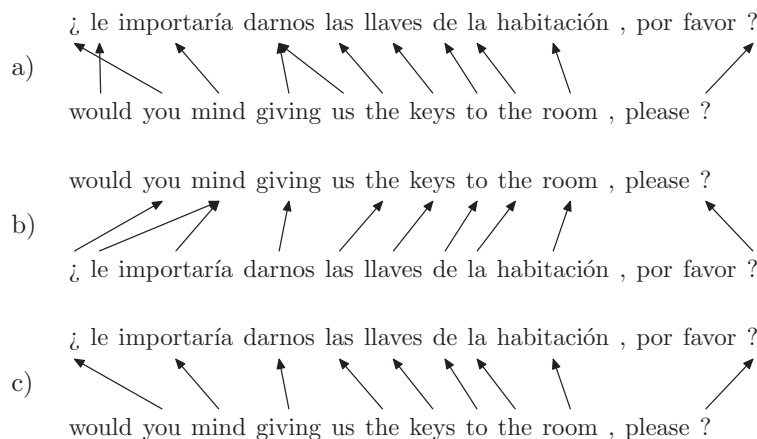 ¿ le importaría darnos las llaves de la habitación , por favor ?
a)
would you mind giving us the keys to the room , please ?
would you mind giving us the keys to the room , please ?
b)
¿ le importaría darnos las llaves de la habitación , por favor ?
¿ le importaría darnos las llaves de la habitación , por favor ?
c)
would you mind giving us the keys to the room , please ?